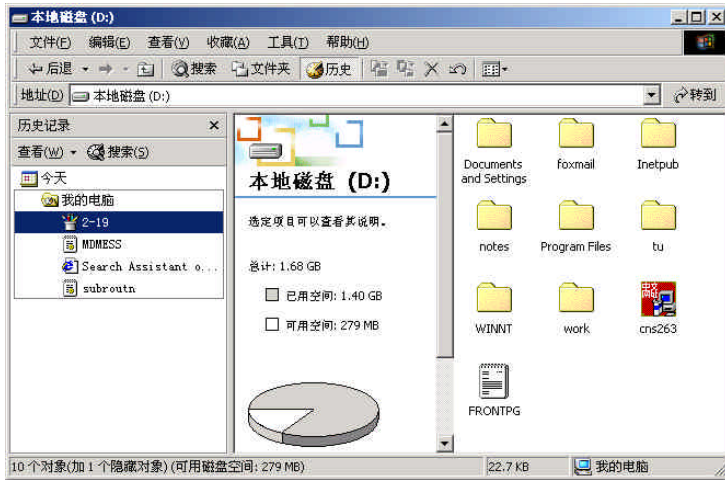 本地磁盘 (D:)
文件(F) 编辑(E) 查看(V) 收藏(A) 工具(T) 帮助(H)
后退 搜索 文件夹 历史
地址(D) 本地磁盘 (D:) 转到
历史记录
查看(W) 搜索(S)
今天
我的电脑
2-19
MDMESS
Search Assistant o...
subroutn
本地磁盘 (D:)
选定项目可以查看其说明。
总计: 1.68 GB
已用空间: 1.40 GB
可用空间: 279 MB
Documents and Settings
foxmail
Inetpub
notes
Program Files
tu
WINNT
work
cns263
FRONTPG
10 个对象(加 1 个隐藏对象) (可用磁盘空间: 279 MB) 22.7 KB 我的电脑